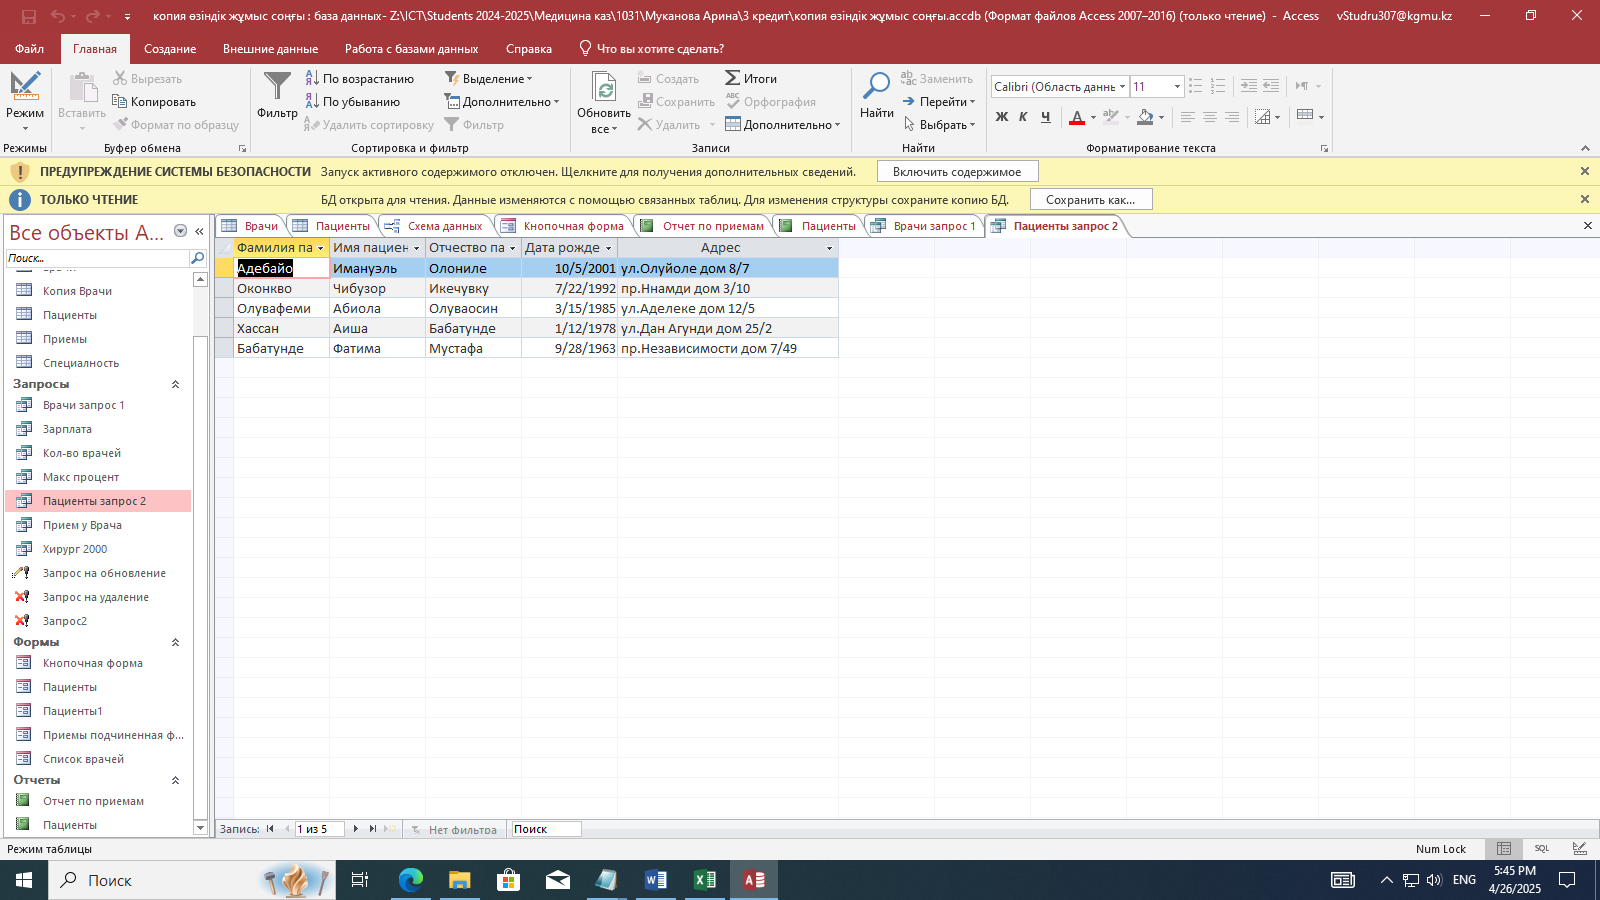 копия өзіндік жұмыс соңғы : база данных- Z:\ICT\Students 2024-2025\Медицина каз\1031\Муканова Арина\3 кредит\копия өзіндік жұмыс соңғы.accdb (Формат файлов Access 2007–2016) (только чтение) - Access vStudru307@kgmu.kz
Файл Главная Создание Внешние данные Работа с базами данных Справка Что вы хотите сделать?
Режим
Режимы
Вставить
Вырезать
Копировать
Формат по образцу
Буфер обмена
Фильтр
По возрастанию
По убыванию
Удалить сортировку
Выделение
Дополнительно
Фильтр
Сортировка и фильтр
Обновить все
Создать
Сохранить
Удалить
Итоги
Орфография
Дополнительно
Записи
Найти
Заменить
Перейти
Выбрать
Найти
Calibri (Область данны 11
Ж К Ч
Форматирование текста
ПРЕДУПРЕЖДЕНИЕ СИСТЕМЫ БЕЗОПАСНОСТИ Запуск активного содержимого отключен. Щелкните для получения дополнительных сведений. Включить содержимое
ТОЛЬКО ЧТЕНИЕ БД открыта для чтения. Данные изменяются с помощью связанных таблиц. Для изменения структуры сохраните копию БД. Сохранить как...
Все объекты A...
Поиск...
Копия Врачи
Пациенты
Приемы
Специалность
Запросы
Врачи запрос 1
Зарплата
Кол-во врачей
Макс процент
Пациенты запрос 2
Прием у Врача
Хирург 2000
Запрос на обновление
Запрос на удаление
Запрос2
Формы
Кнопочная форма
Пациенты
Пациенты1
Приемы подчиненная ф...
Список врачей
Отчеты
Отчет по приемам
Пациенты
Врачи Пациенты Схема данных Кнопочная форма Отчет по приемам Пациенты Врачи запрос 1 Пациенты запрос 2
Фамилия па Имя пациен Отчество па Дата рожде Адрес
Адебайо Имануэль Олониле 10/5/2001 ул.Олуйоле дом 8/7
Оконкво Чибузор Икечувку 7/22/1992 пр.Ннамди дом 3/10
Олувафеми Абиола Олуваосин 3/15/1985 ул.Аделеке дом 12/5
Хассан Аиша Бабатунде 1/12/1978 ул.Дан Агунди дом 25/2
Бабатунде Фатима Мустафа 9/28/1963 пр.Независимости дом 7/49
Запись: 1 из 5 Нет фильтра Поиск
Режим таблицы Num Lock SQL
Поиск ENG 5:45 PM
4/26/2025